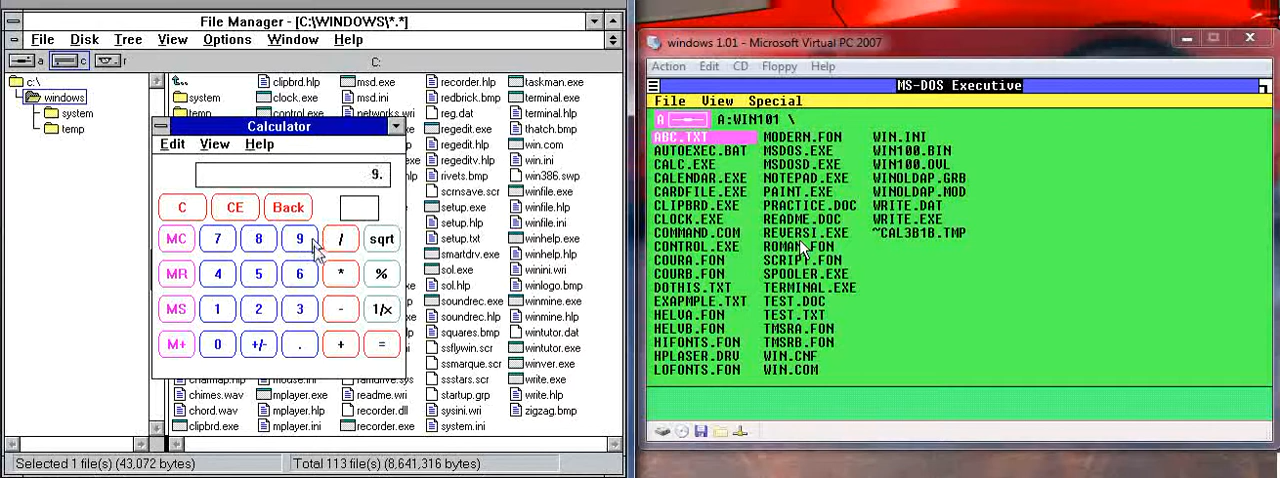 File Manager - [C:\WINDOWS\*.*]
File Disk Tree View Options Window Help
a c r C:
c:\
windows
system
temp
clipbrd.hlp msd.exe recorder.hlp taskman.exe
system clock.exe msd.ini redbrick.bmp terminal.exe
temp control.exe networks.wri reg.dat terminal.hlp
regedit.exe thatch.bmp
regedit.hlp win.com
regeditv.hlp win.ini
rivets.bmp win386.swp
scrnsave.scr winfile.exe
setup.exe winfile.hlp
setup.hlp winfile.ini
setup.txt winhelp.exe
smartdrv.exe winhelp.hlp
sol.exe winini.wri
sol.hlp winlogo.bmp
soundrec.exe winmine.exe
soundrec.hlp winmine.hlp
squares.bmp wintutor.dat
ssflywin.scr wintutor.exe
ssmarque.scr winver.exe
charmap.hlp mouse.ini ramdrive.sys ssstars.scr write.exe
chimes.wav mplayer.exe readme.wri startup.grp write.hlp
chord.wav mplayer.hlp recorder.dll sysini.wri zigzag.bmp
clipbrd.exe mplayer.ini recorder.exe system.ini
Selected 1 file(s) (43,072 bytes) Total 113 file(s) (8,641,316 bytes)
Calculator
Edit View Help
9.
C CE Back
MC 7 8 9 / sqrt
MR 4 5 6 * %
MS 1 2 3 - 1/x
M+ 0 +/- . + =
windows 1.01 - Microsoft Virtual PC 2007
Action Edit CD Floppy Help
MS-DOS Executive
File View Special
A A:WIN101 \
ABC.TXT MODERN.FON WIN.INI
AUTOEXEC.BAT MSDOS.EXE WIN100.BIN
CALC.EXE MSDOSD.EXE WIN100.OVL
CALENDAR.EXE NOTEPAD.EXE WINOLDAP.GRB
CARDFILE.EXE PAINT.EXE WINOLDAP.MOD
CLIPBRD.EXE PRACTICE.DOC WRITE.DAT
CLOCK.EXE README.DOC WRITE.EXE
COMMAND.COM REVERSI.EXE ~CAL3B1B.TMP
CONTROL.EXE ROMAN.FON
COURA.FON SCRIPT.FON
COURB.FON SPOOLER.EXE
DOTHIS.TXT TERMINAL.EXE
EXAPMPLE.TXT TEST.DOC
HELVA.FON TEST.TXT
HELVB.FON TMSRA.FON
HIFONTS.FON TMSRB.FON
HPLASER.DRV WIN.CNF
LOFONTS.FON WIN.COM